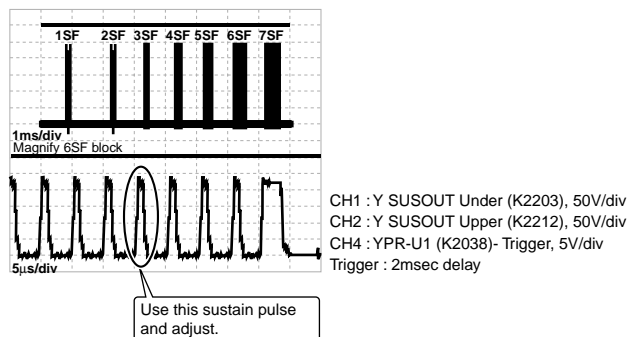 1SF 2SF 3SF 4SF 5SF 6SF 7SF
1ms/div
Magnify 6SF block
5µs/div
CH1 : Y SUSOUT Under (K2203), 50V/div
CH2 : Y SUSOUT Upper (K2212), 50V/div
CH4 : YPR-U1 (K2038)- Trigger, 5V/div
Trigger : 2msec delay
Use this sustain pulse
and adjust.